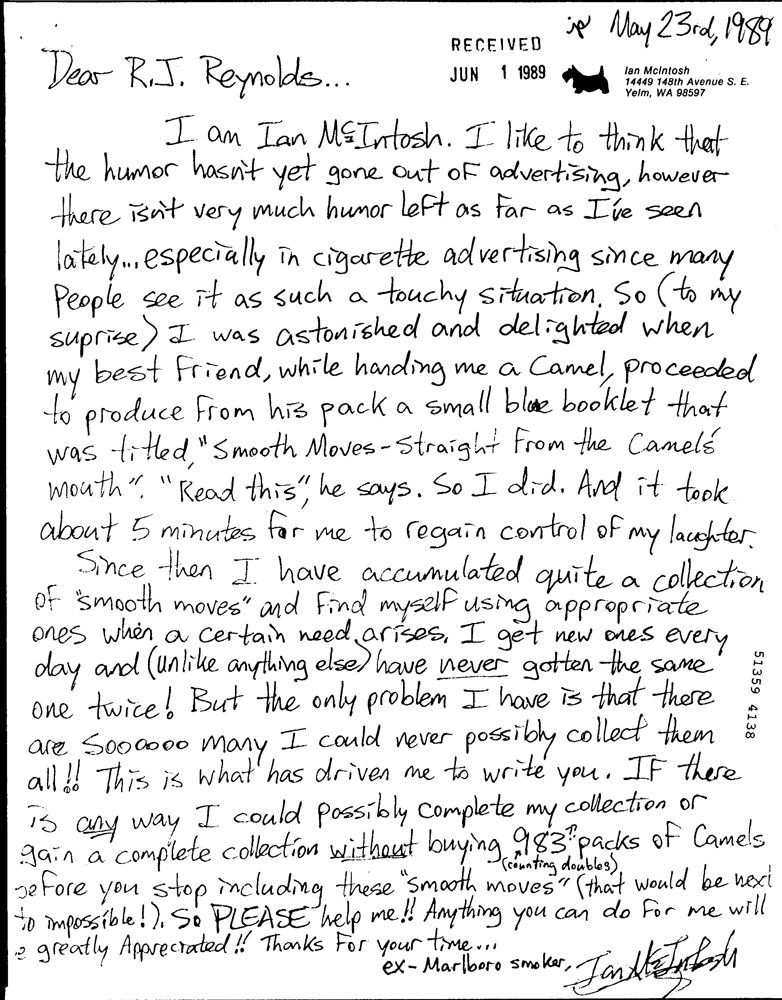 is May 23rd, 1989
RECEIVED
JUN 1 1989
Ian McIntosh
14449 148th Avenue S. E.
Yelm, WA 98597
Dear R.J. Reynolds...
I am Ian McIntosh. I like to think that
the humor hasn't yet gone out of advertising, however
there isn't very much humor left as far as I've seen
lately... especially in cigarette advertising since many
People see it as such a touchy situation. So (to my
suprise) I was astonished and delighted when
my best friend, while handing me a Camel, proceeded
to produce from his pack a small blue booklet that
was titled, "Smooth Moves - Straight from the Camel's
mouth". "Read this", he says. So I did. And it took
about 5 minutes for me to regain control of my laughter.
Since then I have accumulated quite a collection
of "smooth moves" and find myself using appropriate
ones when a certain need arises. I get new ones every
day and (unlike anything else) have never gotten the same
one twice! But the only problem I have is that there
are Soooooo many I could never possibly collect them
all!! This is what has driven me to write you. If there
is any way I could possibly complete my collection or
gain a complete collection without buying 983?! packs of Camels
(counting doubles)
before you stop including these "smooth moves" (that would be next
to impossible!). So PLEASE help me!! Anything you can do for me will
be greatly Appreciated!! Thanks for your time...
ex-Marlboro smoker, Ian McIntosh
51359 4138